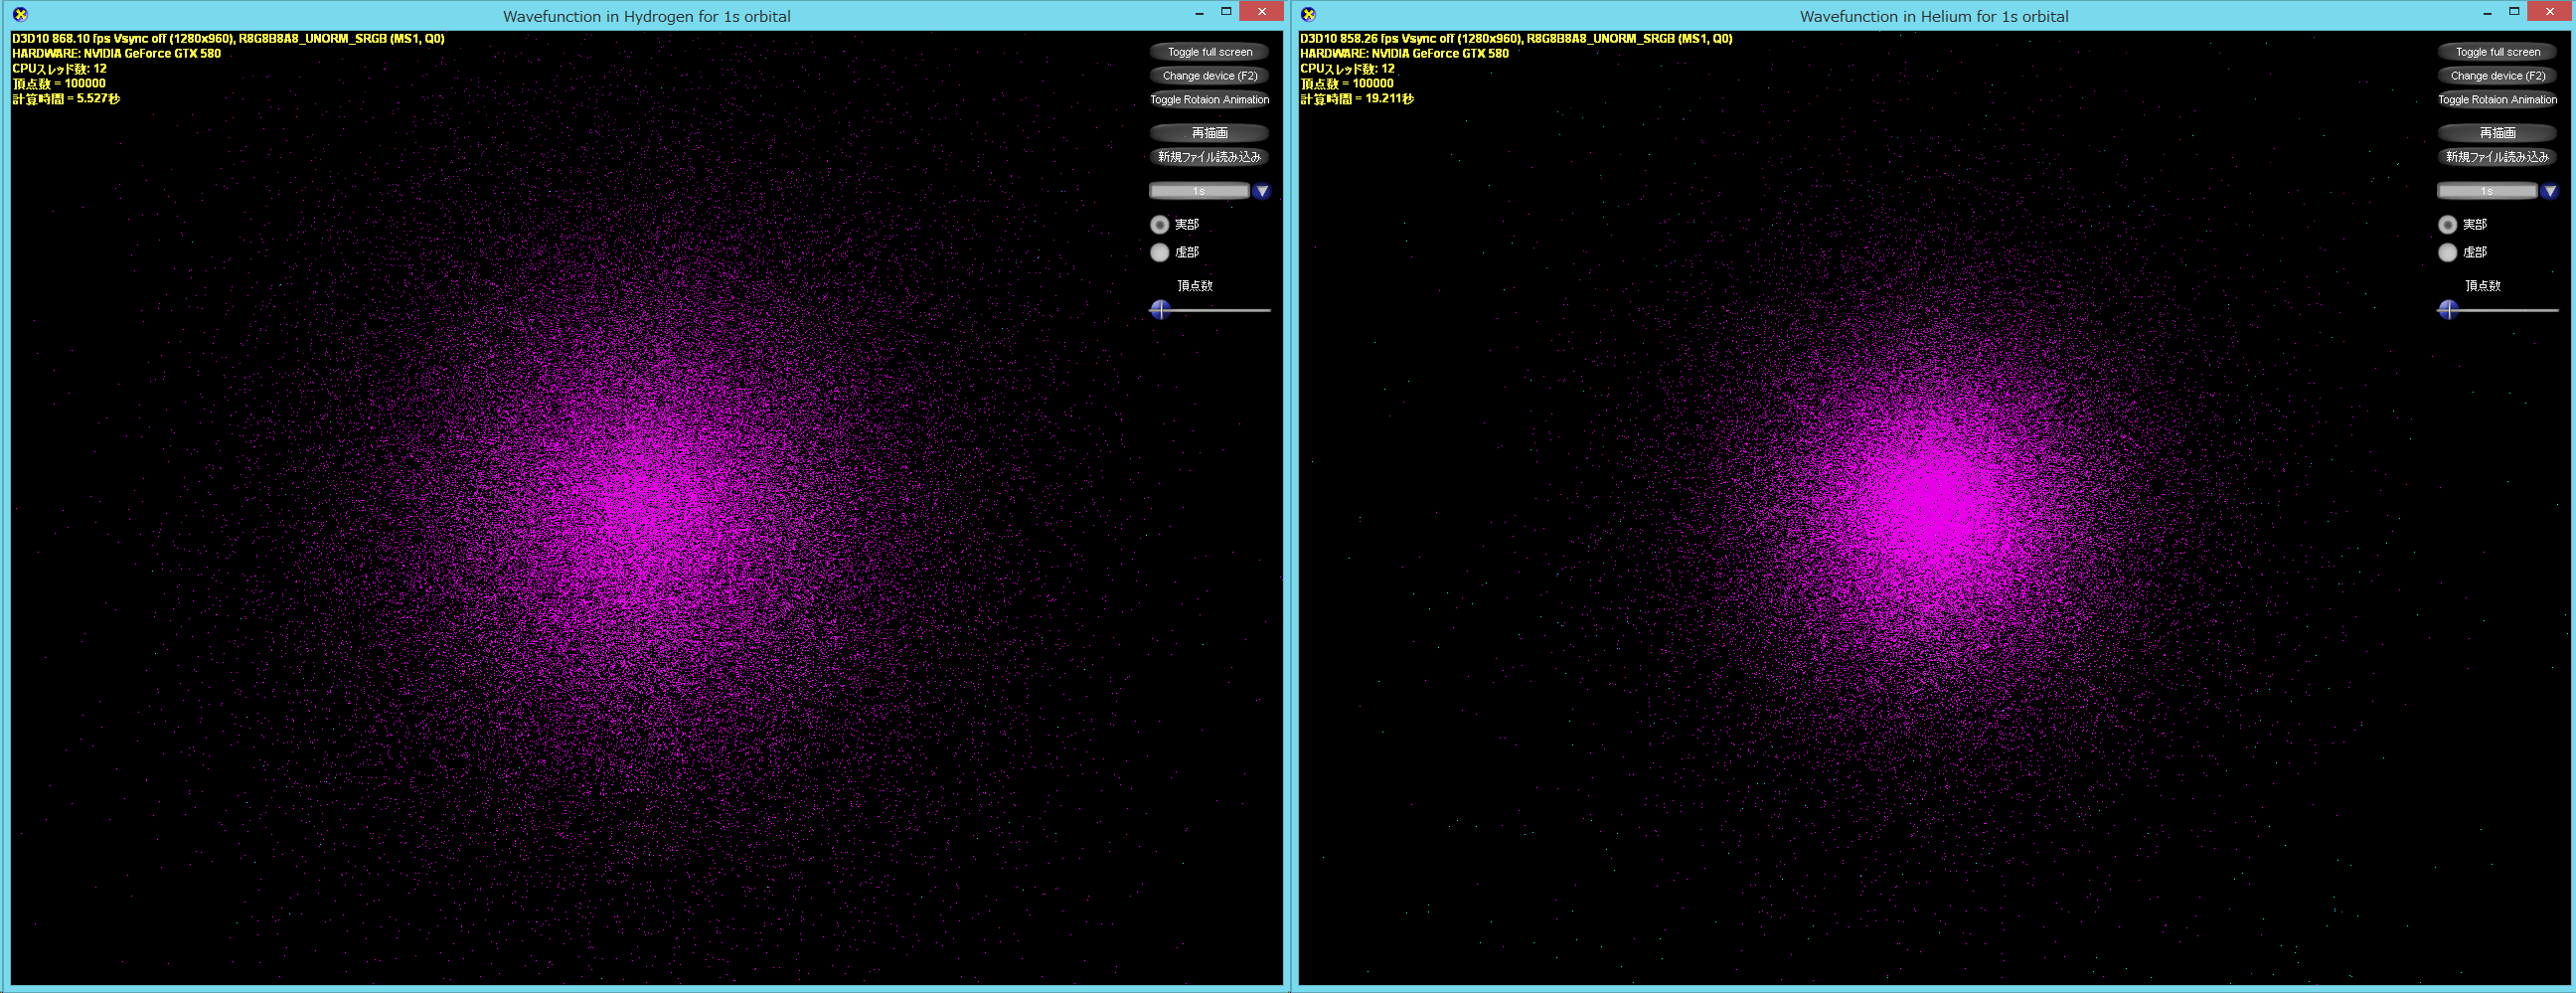 Wavefunction in Hydrogen for 1s orbital
D3D10 868.10 fps Vsync off (1280x960), R8G8B8A8_UNORM_SRGB (MS1, Q0)
HARDWARE: NVIDIA GeForce GTX 580
CPUスレッド数: 12
頂点数 = 100000
計算時間 = 5.527秒
Toggle full screen
Change device (F2)
Toggle Rotaion Animation
再描画
新規ファイル読み込み
1s
実部
虚部
頂点数
Wavefunction in Helium for 1s orbital
D3D10 858.26 fps Vsync off (1280x960), R8G8B8A8_UNORM_SRGB (MS1, Q0)
HARDWARE: NVIDIA GeForce GTX 580
CPUスレッド数: 12
頂点数 = 100000
計算時間 = 19.211秒
Toggle full screen
Change device (F2)
Toggle Rotaion Animation
再描画
新規ファイル読み込み
1s
実部
虚部
頂点数